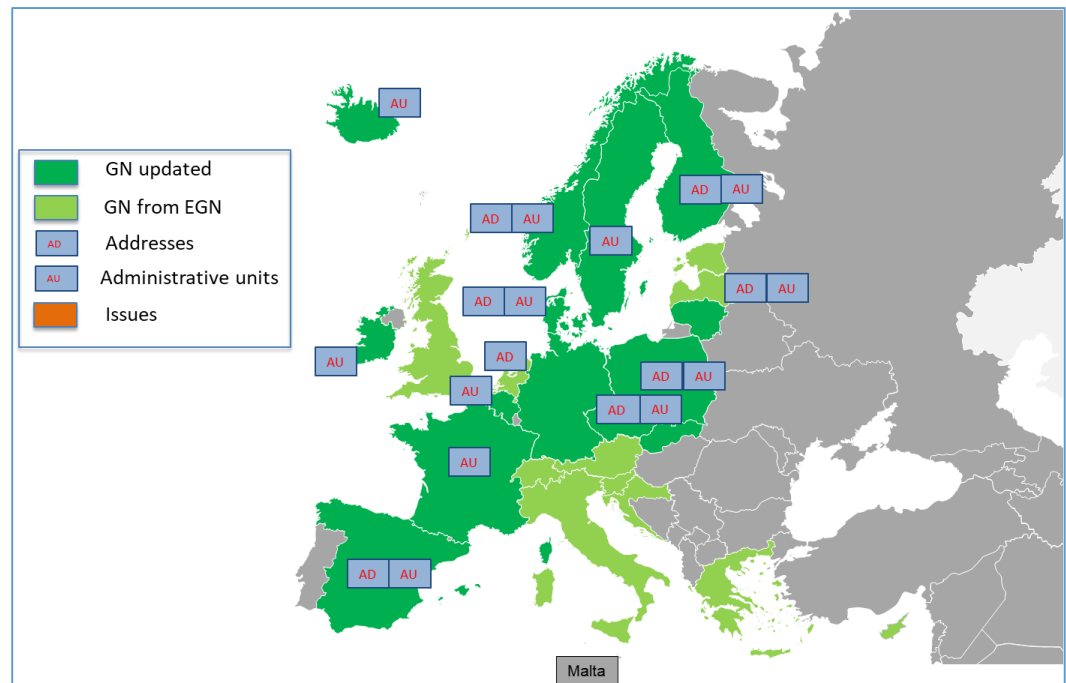 AU
GN updated
GN from EGN
AD Addresses
AU Administrative units
Issues
AD AU
AD AU
AU
AD AU
AD AU
AU
AD
AU
AD AU
AD AU
AU
AD AU
Malta